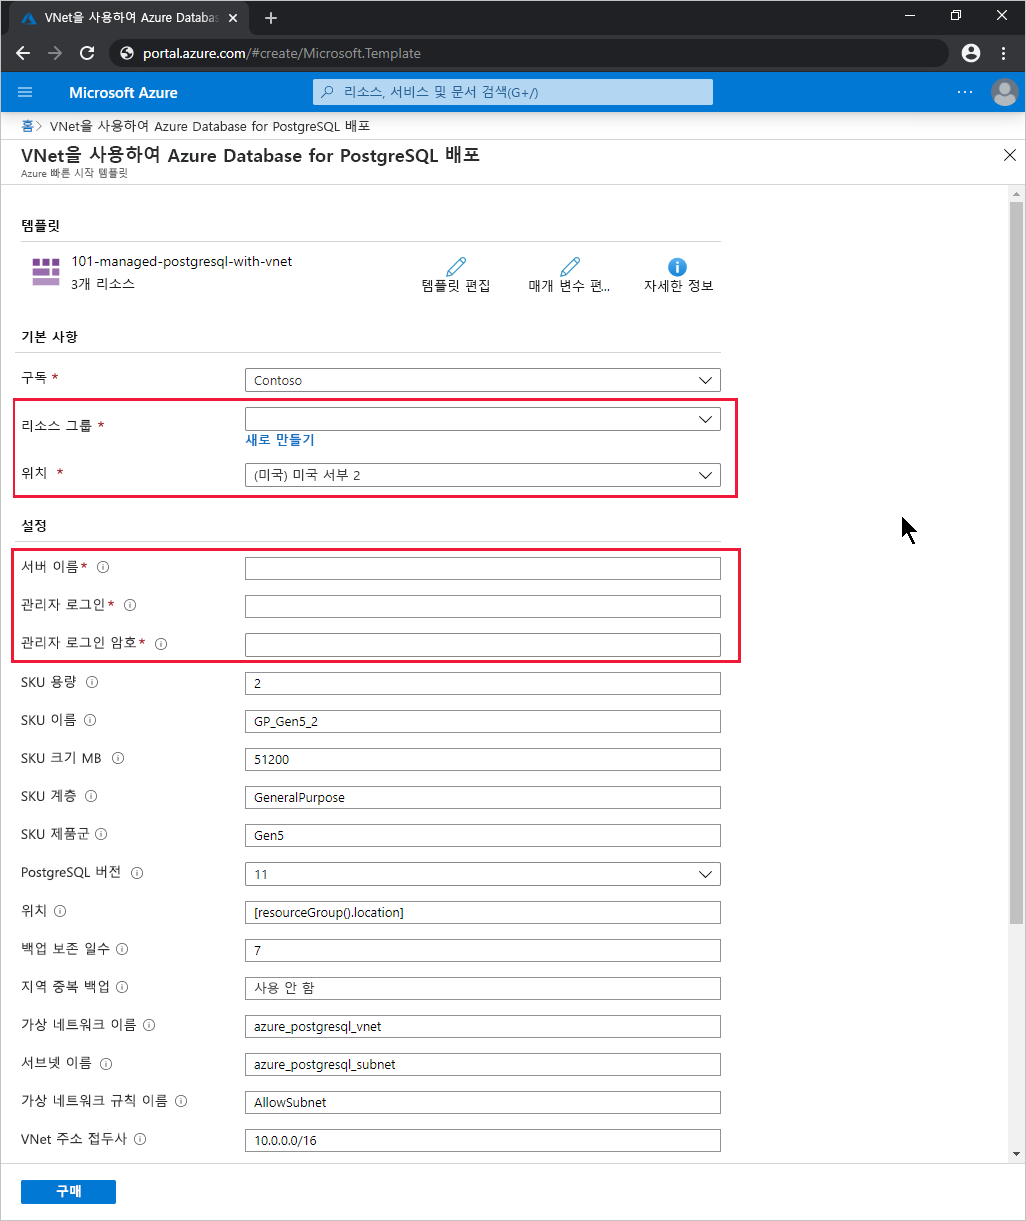 VNet을 사용하여 Azure Databas
portal.azure.com/#create/Microsoft.Template
Microsoft Azure
리소스, 서비스 및 문서 검색(G+/)
홈 > VNet을 사용하여 Azure Database for PostgreSQL 배포
VNet을 사용하여 Azure Database for PostgreSQL 배포
Azure 빠른 시작 템플릿
템플릿
101-managed-postgresql-with-vnet
3개 리소스
템플릿 편집
매개 변수 편...
자세한 정보
기본 사항
구독 * Contoso
리소스 그룹 *
새로 만들기
위치 * (미국) 미국 서부 2
설정
서버 이름 *
관리자 로그인 *
관리자 로그인 암호 *
SKU 용량 2
SKU 이름 GP_Gen5_2
SKU 크기 MB 51200
SKU 계층 GeneralPurpose
SKU 제품군 Gen5
PostgreSQL 버전 11
위치 [resourceGroup().location]
백업 보존 일수 7
지역 중복 백업 사용 안 함
가상 네트워크 이름 azure_postgresql_vnet
서브넷 이름 azure_postgresql_subnet
가상 네트워크 규칙 이름 AllowSubnet
VNet 주소 접두사 10.0.0.0/16
구매